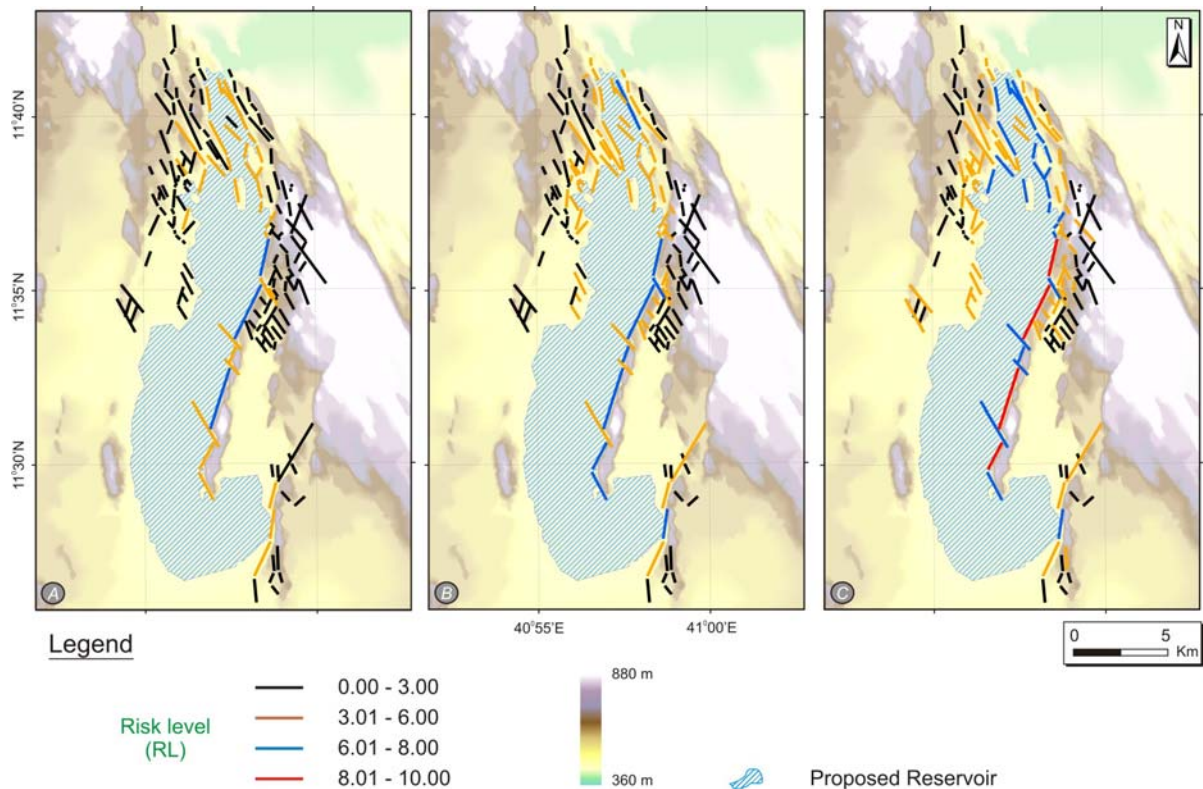 N
11°40'N
11°35'N
11°30'N
A
B
C
40°55'E
41°00'E
0 5
Km
Legend
Risk level
(RL)
0.00 - 3.00
3.01 - 6.00
6.01 - 8.00
8.01 - 10.00
880 m
360 m
Proposed Reservoir